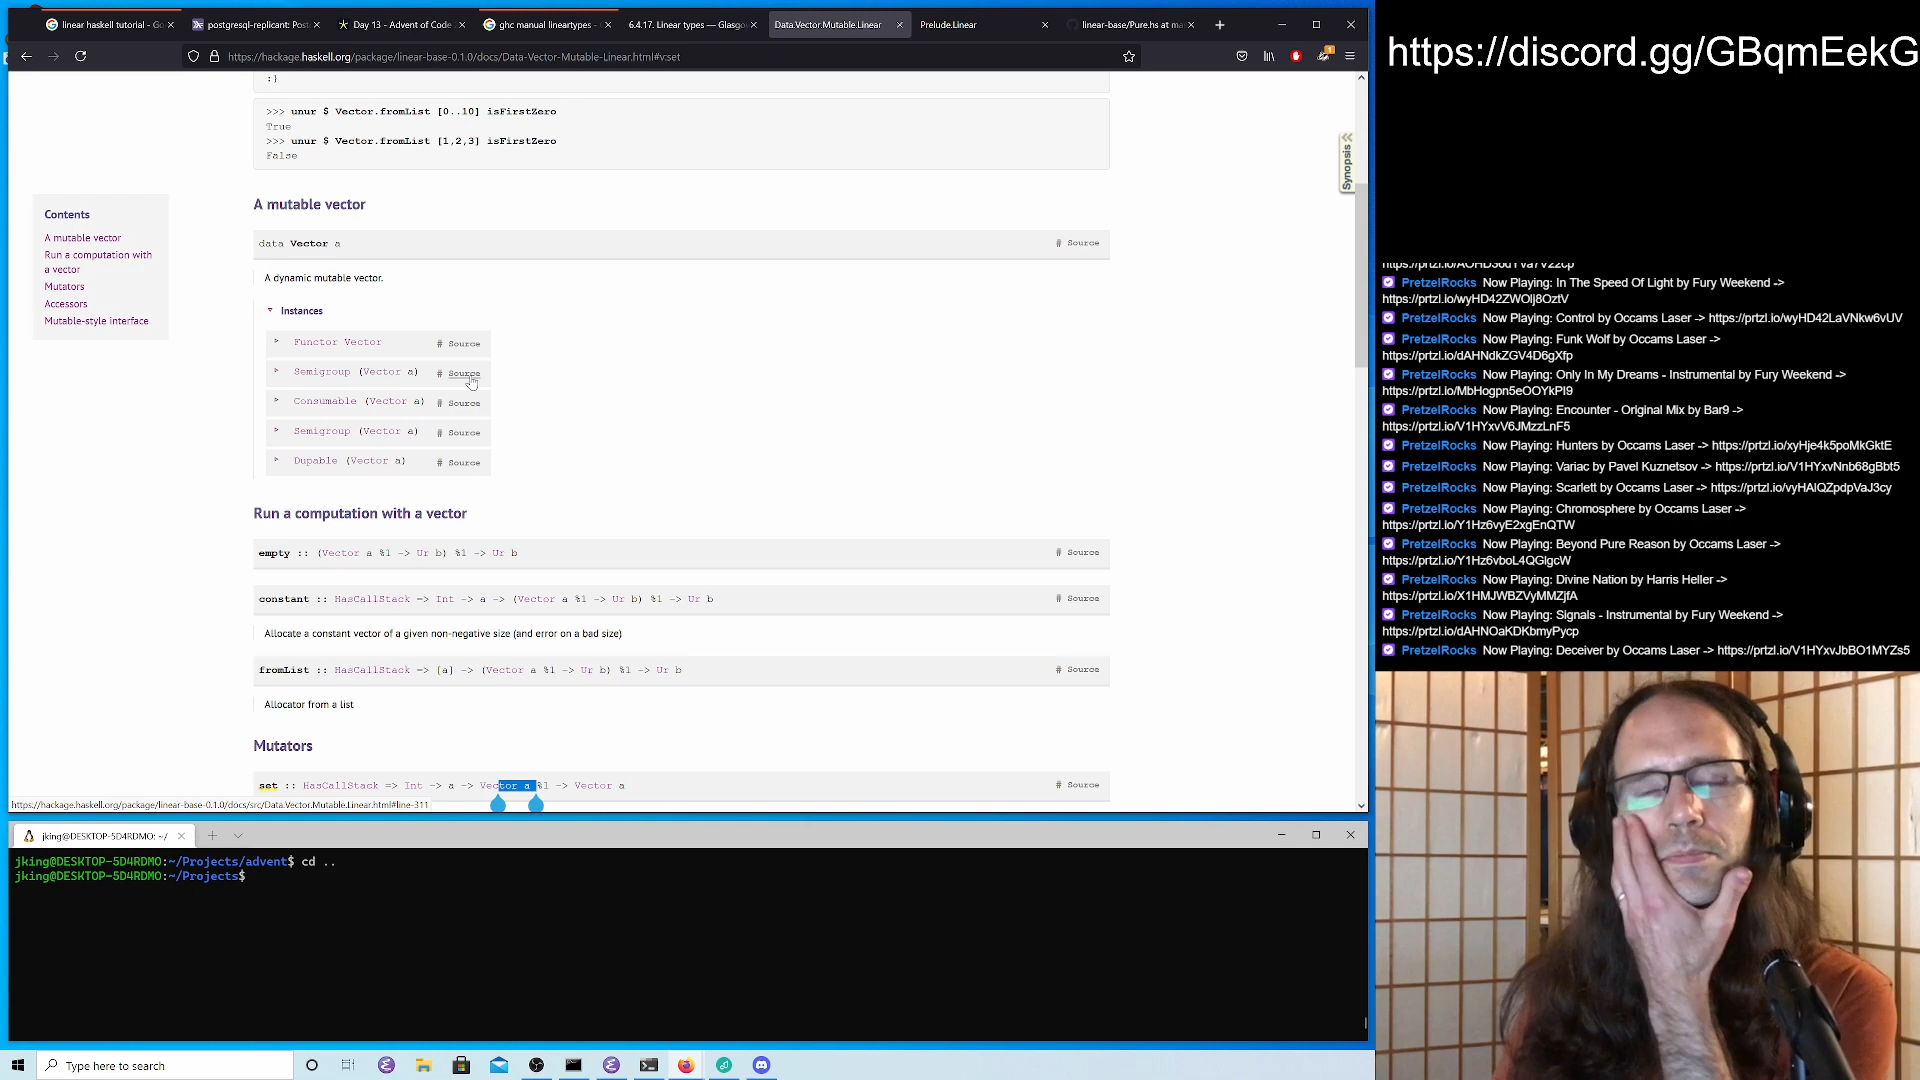 linear haskell tutorial - Go
postgresql-replicant: Post
Day 13 - Advent of Code 2
ghc manual lineartypes - G
6.4.17. Linear types — Glasgow
Data.Vector.Mutable.Linear
Prelude.Linear
linear-base/Pure.hs at mas
https://hackage.haskell.org/package/linear-base-0.1.0/docs/Data-Vector-Mutable-Linear.html#v:set
:}
>>> unur $ Vector.fromList [0..10] isFirstZero
True
>>> unur $ Vector.fromList [1,2,3] isFirstZero
False
Synopsis
Contents
A mutable vector
Run a computation with
a vector
Mutators
Accessors
Mutable-style interface
A mutable vector
data Vector a
# Source
A dynamic mutable vector.
Instances
Functor Vector # Source
Semigroup (Vector a) # Source
Consumable (Vector a) # Source
Semigroup (Vector a) # Source
Dupable (Vector a) # Source
Run a computation with a vector
empty :: (Vector a %1 -> Ur b) %1 -> Ur b
# Source
constant :: HasCallStack => Int -> a -> (Vector a %1 -> Ur b) %1 -> Ur b
# Source
Allocate a constant vector of a given non-negative size (and error on a bad size)
fromList :: HasCallStack => [a] -> (Vector a %1 -> Ur b) %1 -> Ur b
# Source
Allocator from a list
Mutators
set :: HasCallStack => Int -> a -> Vector a %1 -> Vector a
# Source
https://hackage.haskell.org/package/linear-base-0.1.0/docs/src/Data.Vector.Mutable.Linear.html#line-311
jking@DESKTOP-5D4RDMO: ~/
jking@DESKTOP-5D4RDMO:~/Projects/advent$ cd ..
jking@DESKTOP-5D4RDMO:~/Projects$
Type here to search
https://discord.gg/GBqmEekG
PretzelRocks Now Playing: In The Speed Of Light by Fury Weekend ->
https://prtzl.io/wyHD42ZWOlj8OztV
PretzelRocks Now Playing: Control by Occams Laser -> https://prtzl.io/wyHD42LaVNkw6vUV
PretzelRocks Now Playing: Funk Wolf by Occams Laser ->
https://prtzl.io/dAHNdkZGV4D6gXfp
PretzelRocks Now Playing: Only In My Dreams - Instrumental by Fury Weekend ->
https://prtzl.io/MbHogpn5eOOYkPI9
PretzelRocks Now Playing: Encounter - Original Mix by Bar9 ->
https://prtzl.io/V1HYxvV6JMzzLnF5
PretzelRocks Now Playing: Hunters by Occams Laser -> https://prtzl.io/xyHje4k5poMkGktE
PretzelRocks Now Playing: Variac by Pavel Kuznetsov -> https://prtzl.io/V1HYxvNnb68gBbt5
PretzelRocks Now Playing: Scarlett by Occams Laser -> https://prtzl.io/vyHAlQZpdpVaJ3cy
PretzelRocks Now Playing: Chromosphere by Occams Laser ->
https://prtzl.io/Y1Hz6vyE2xgEnQTW
PretzelRocks Now Playing: Beyond Pure Reason by Occams Laser ->
https://prtzl.io/Y1Hz6vboL4QGlgcW
PretzelRocks Now Playing: Divine Nation by Harris Heller ->
https://prtzl.io/X1HMJWBZVyMMZjfA
PretzelRocks Now Playing: Signals - Instrumental by Fury Weekend ->
https://prtzl.io/dAHNOaKDKbmyPycp
PretzelRocks Now Playing: Deceiver by Occams Laser -> https://prtzl.io/V1HYxvJbBO1MYZs5